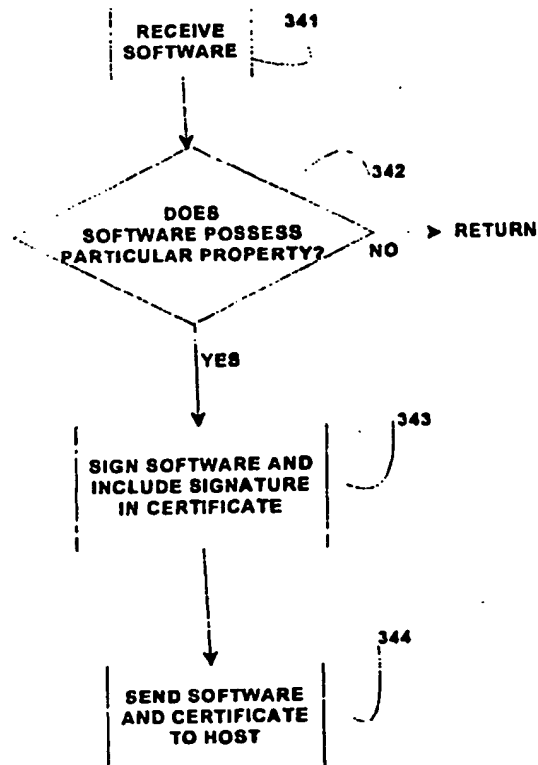 341
RECEIVE
SOFTWARE
342
DOES
SOFTWARE POSSESS
PARTICULAR PROPERTY?
NO
RETURN
YES
343
SIGN SOFTWARE AND
INCLUDE SIGNATURE
IN CERTIFICATE
344
SEND SOFTWARE
AND CERTIFICATE
TO HOST